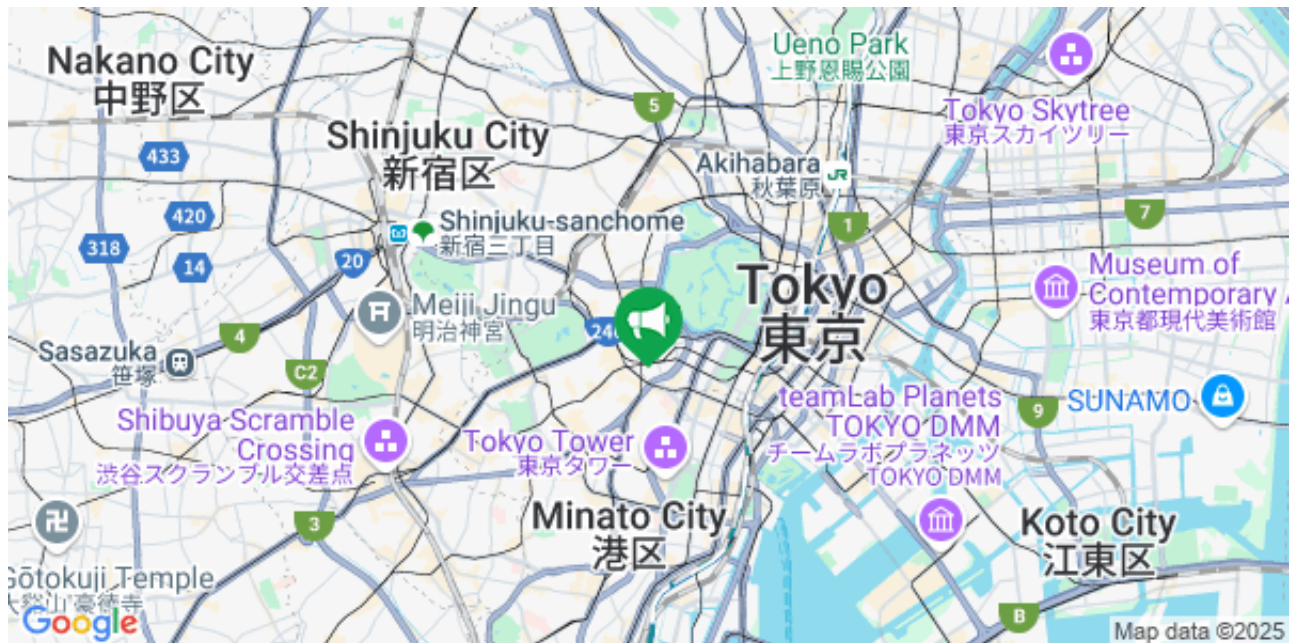 Nakano City
中野区
Ueno Park
上野恩賜公園
5
Tokyo Skytree
東京スカイツリー
433
Shinjuku City
新宿区
Akihabara
秋葉原
JR
420
Shinjuku-sanchome
新宿三丁目
1
7
318
14
20
Tokyo
東京
Museum of
Contemporary A
東京都現代美術館
Meiji Jingu
明治神宮
246
4
Sasazuka
笹塚
C2
teamLab Planets
TOKYO DMM
チームラボプラネッツ
TOKYO DMM
9
SUNAMO
Shibuya Scramble
Crossing
渋谷スクランブル交差点
Tokyo Tower
東京タワー
3
Minato City
港区
Koto City
江東区
Gōtokuji Temple
豪徳寺
B
Google
Map data ©2025